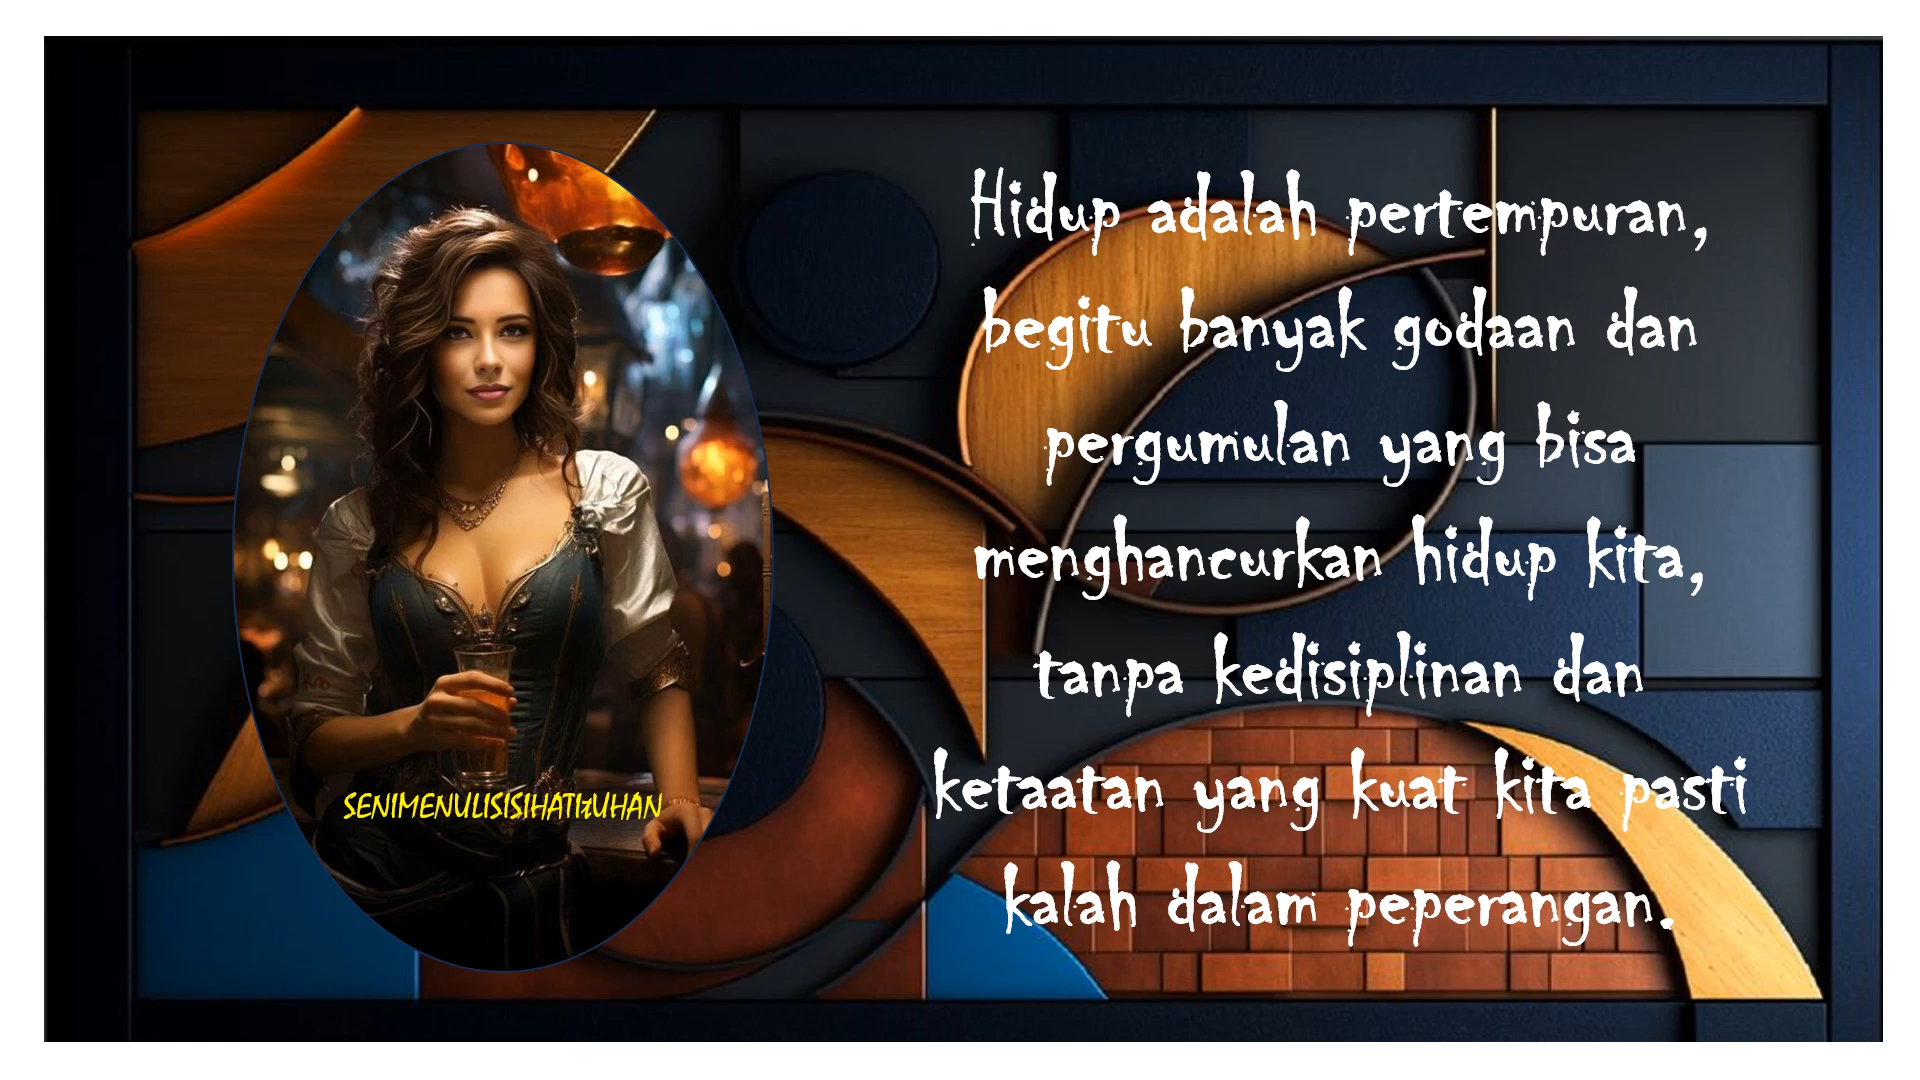 Hidup adalah pertempuran,
begitu banyak godaan dan
pergumulan yang bisa
menghancurkan hidup kita,
tanpa kedisiplinan dan
ketaatan yang kuat kita pasti
kalah dalam peperangan.
SENIMENULISISIHATITUHAN